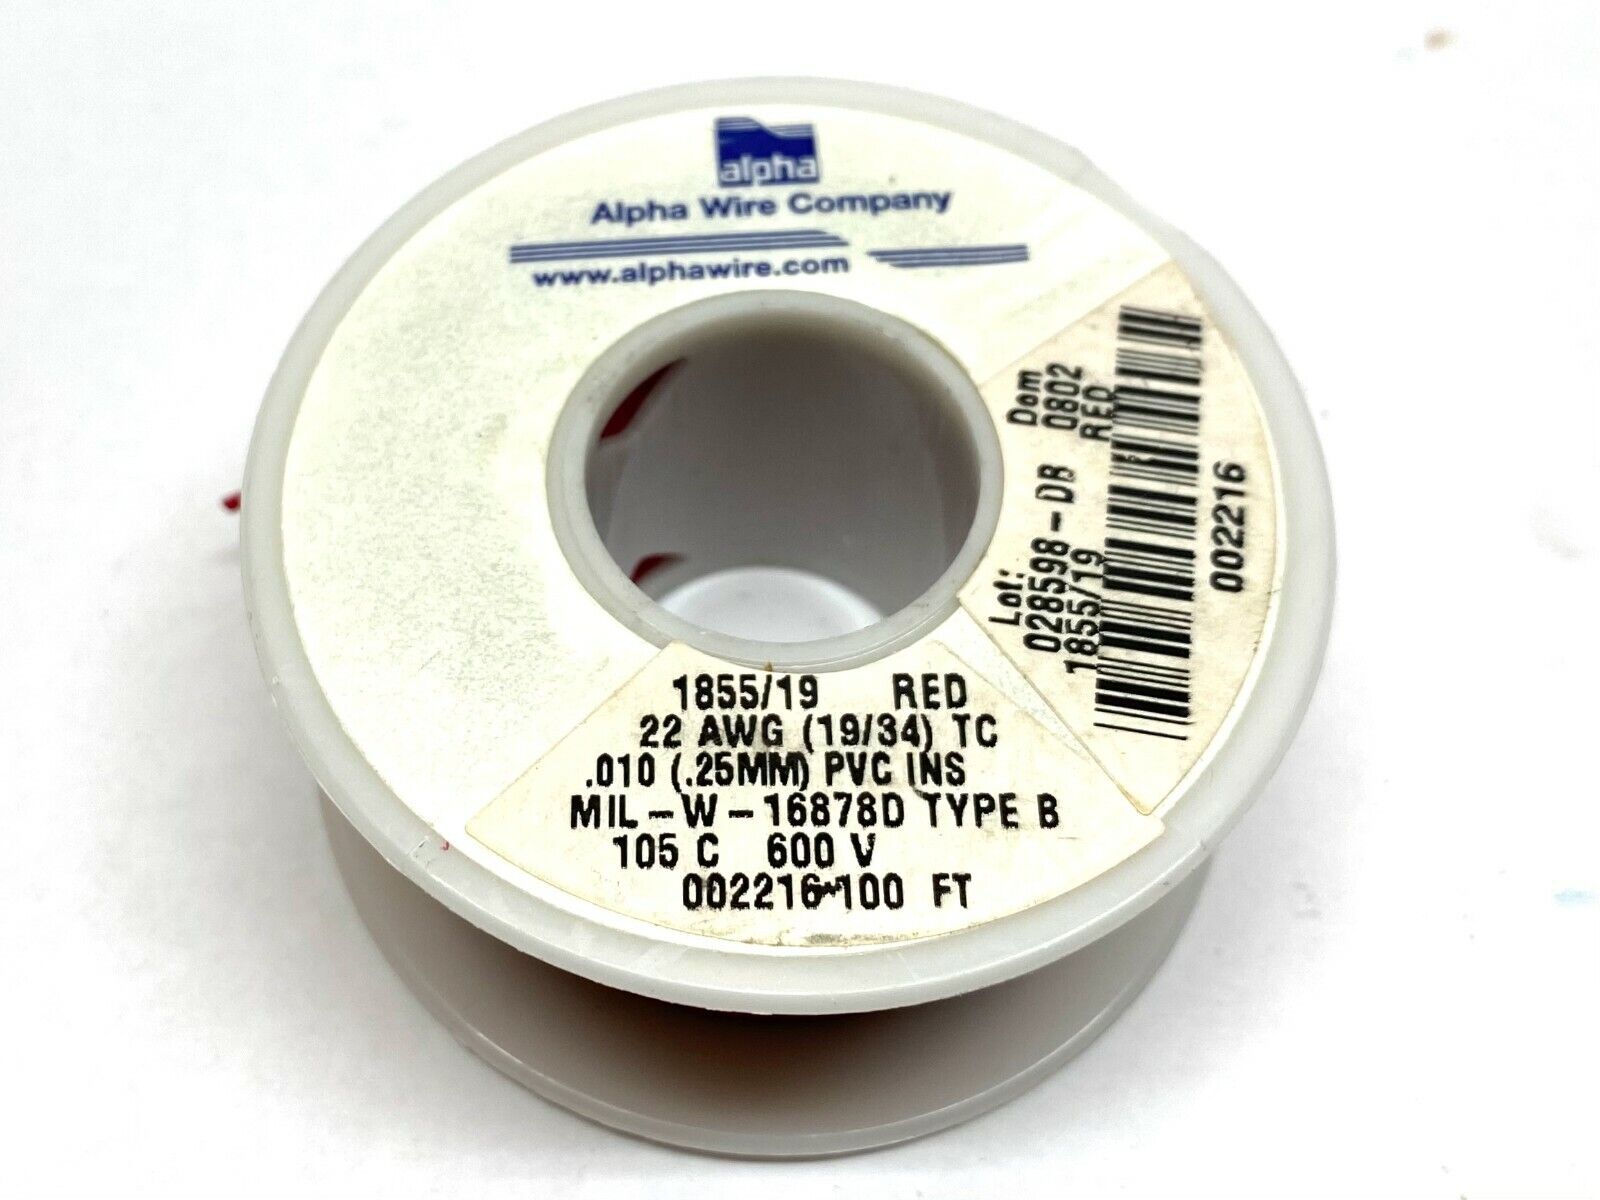 alpha
Alpha Wire Company
www.alphawire.com
Dom
Lot:
028598-DB 0802
1855/19 RED
002216
1855/19 RED
22 AWG (19/34) TC
.010 (.25MM) PVC INS
MIL-W-16878D TYPE B
105 C 600 V
002216 100 FT